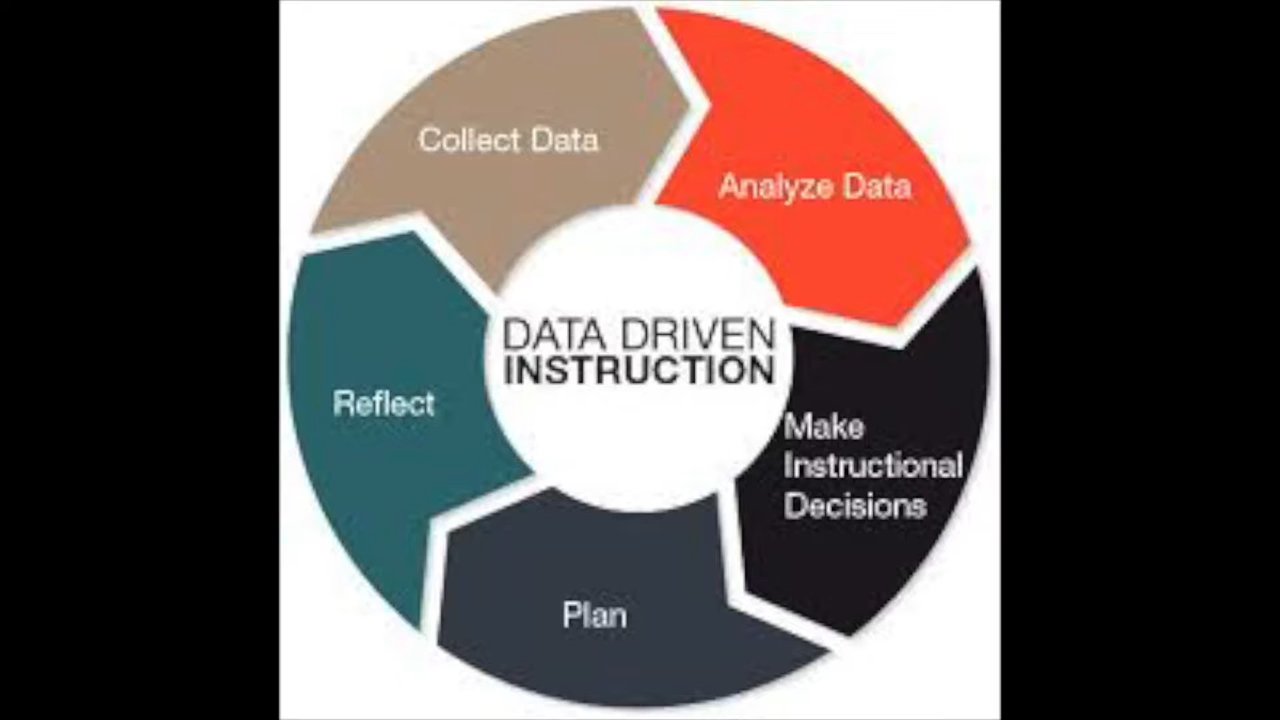 Collect Data
Analyze Data
DATA DRIVEN
INSTRUCTION
Make
Instructional
Decisions
Plan
Reflect